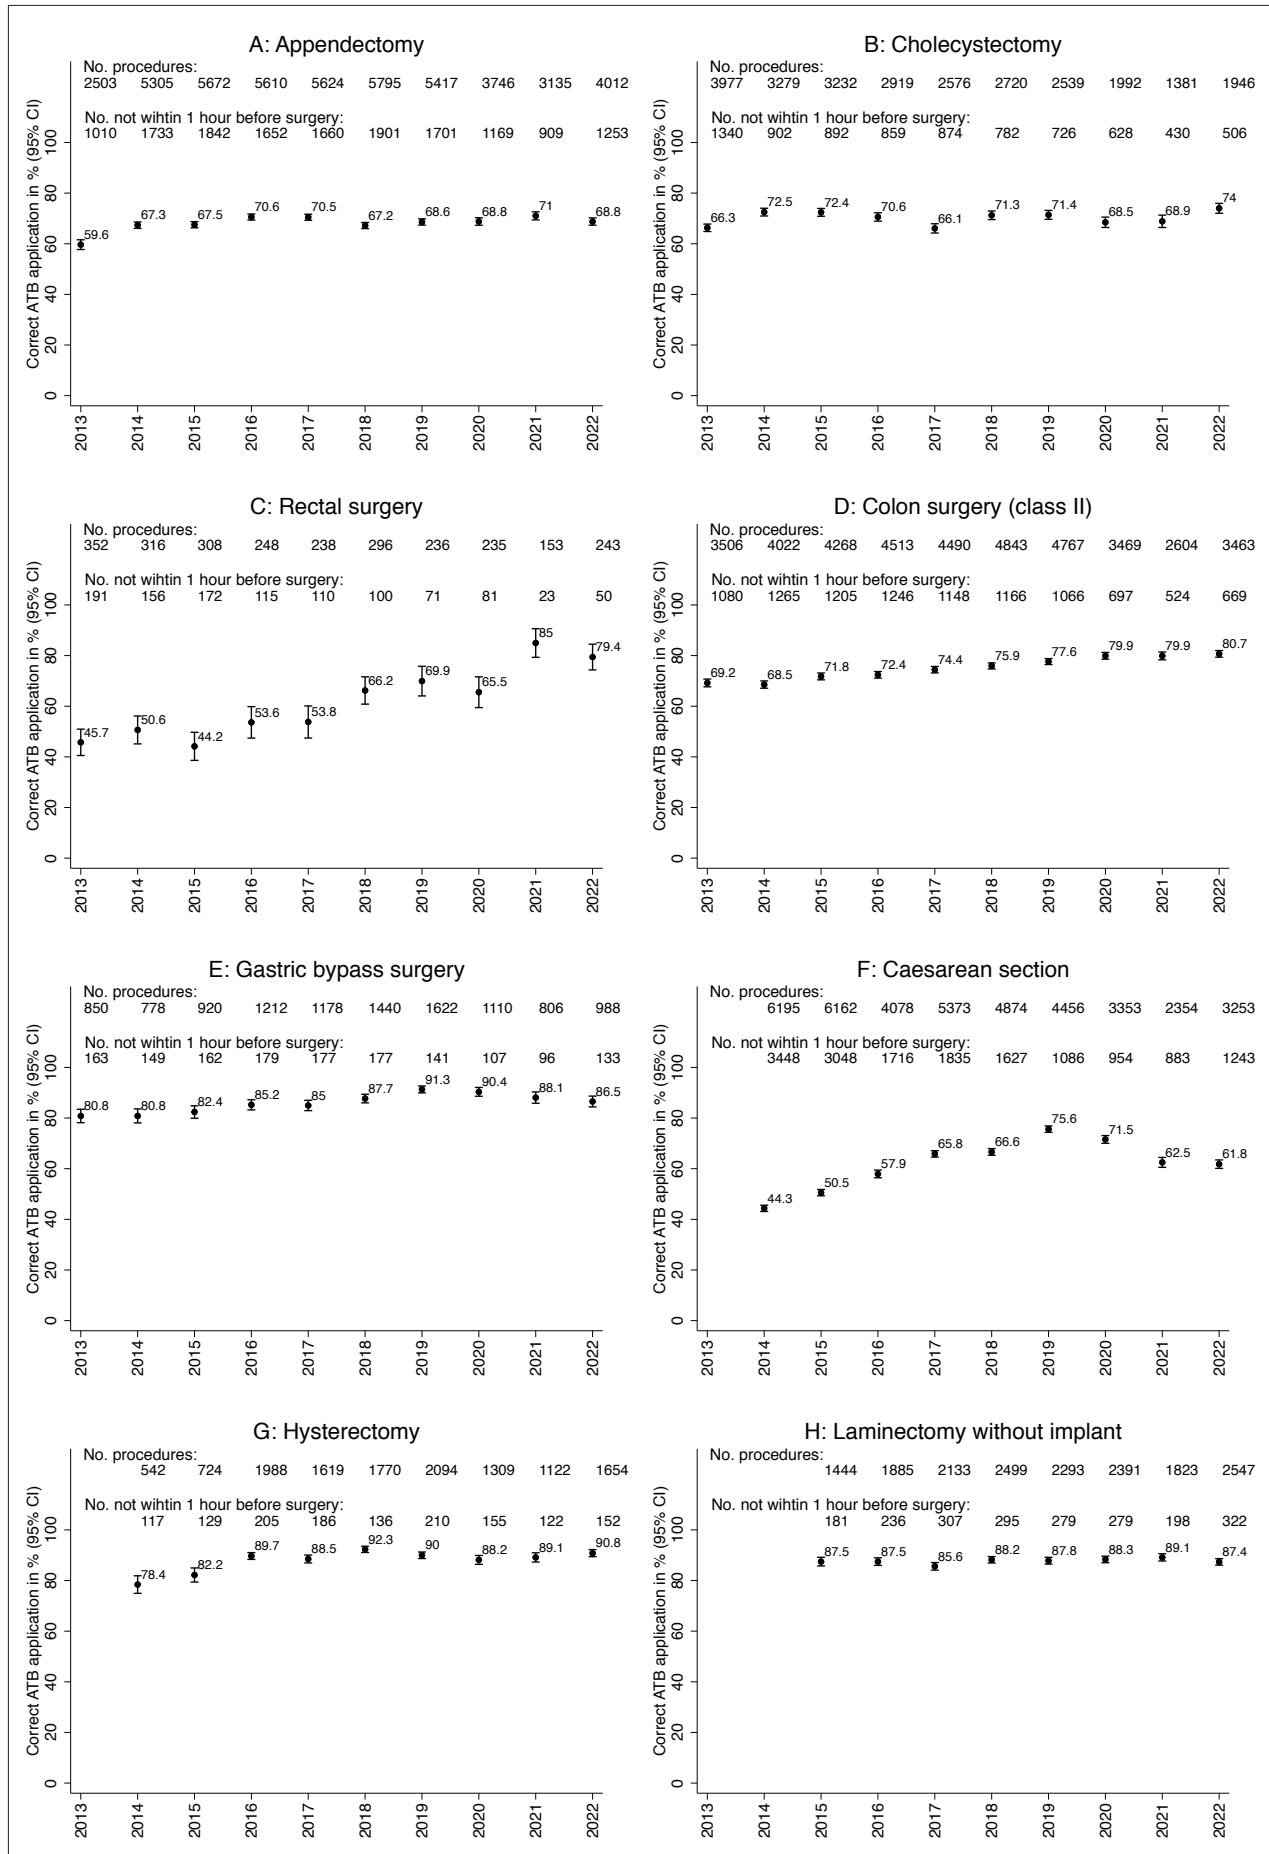 A: Appendectomy
No. procedures:
2503 5305 5672 5610 5624 5795 5417 3746 3135 4012
No. not wihtin 1 hour before surgery:
1010 1733 1842 1652 1660 1901 1701 1169 909 1253
Correct ATB application in % (95% CI)
100
80
60
40
20
0
59.6 67.3 67.5 70.6 70.5 67.2 68.6 68.8 71 68.8
2013 2014 2015 2016 2017 2018 2019 2020 2021 2022
B: Cholecystectomy
No. procedures:
3977 3279 3232 2919 2576 2720 2539 1992 1381 1946
No. not wihtin 1 hour before surgery:
1340 902 892 859 874 782 726 628 430 506
Correct ATB application in % (95% CI)
100
80
60
40
20
0
66.3 72.5 72.4 70.6 66.1 71.3 71.4 68.5 68.9 74
2013 2014 2015 2016 2017 2018 2019 2020 2021 2022
C: Rectal surgery
No. procedures:
352 316 308 248 238 296 236 235 153 243
No. not wihtin 1 hour before surgery:
191 156 172 115 110 100 71 81 23 50
Correct ATB application in % (95% CI)
100
80
60
40
20
0
45.7 50.6 44.2 53.6 53.8 66.2 69.9 65.5 85 79.4
2013 2014 2015 2016 2017 2018 2019 2020 2021 2022
D: Colon surgery (class II)
No. procedures:
3506 4022 4268 4513 4490 4843 4767 3469 2604 3463
No. not wihtin 1 hour before surgery:
1080 1265 1205 1246 1148 1166 1066 697 524 669
Correct ATB application in % (95% CI)
100
80
60
40
20
0
69.2 68.5 71.8 72.4 74.4 75.9 77.6 79.9 79.9 80.7
2013 2014 2015 2016 2017 2018 2019 2020 2021 2022
E: Gastric bypass surgery
No. procedures:
850 778 920 1212 1178 1440 1622 1110 806 988
No. not wihtin 1 hour before surgery:
163 149 162 179 177 177 141 107 96 133
Correct ATB application in % (95% CI)
100
80
60
40
20
0
80.8 80.8 82.4 85.2 85 87.7 91.3 90.4 88.1 86.5
2013 2014 2015 2016 2017 2018 2019 2020 2021 2022
F: Caesarean section
No. procedures:
6195 6162 4078 5373 4874 4456 3353 2354 3253
No. not wihtin 1 hour before surgery:
3448 3048 1716 1835 1627 1086 954 883 1243
Correct ATB application in % (95% CI)
100
80
60
40
20
0
44.3 50.5 57.9 65.8 66.6 75.6 71.5 62.5 61.8
2013 2014 2015 2016 2017 2018 2019 2020 2021 2022
G: Hysterectomy
No. procedures:
542 724 1988 1619 1770 2094 1309 1122 1654
No. not wihtin 1 hour before surgery:
117 129 205 186 136 210 155 122 152
Correct ATB application in % (95% CI)
100
80
60
40
20
0
78.4 82.2 89.7 88.5 92.3 90 88.2 89.1 90.8
2013 2014 2015 2016 2017 2018 2019 2020 2021 2022
H: Laminectomy without implant
No. procedures:
1444 1885 2133 2499 2293 2391 1823 2547
No. not wihtin 1 hour before surgery:
181 236 307 295 279 279 198 322
Correct ATB application in % (95% CI)
100
80
60
40
20
0
87.5 87.5 85.6 88.2 87.8 88.3 89.1 87.4
2013 2014 2015 2016 2017 2018 2019 2020 2021 2022